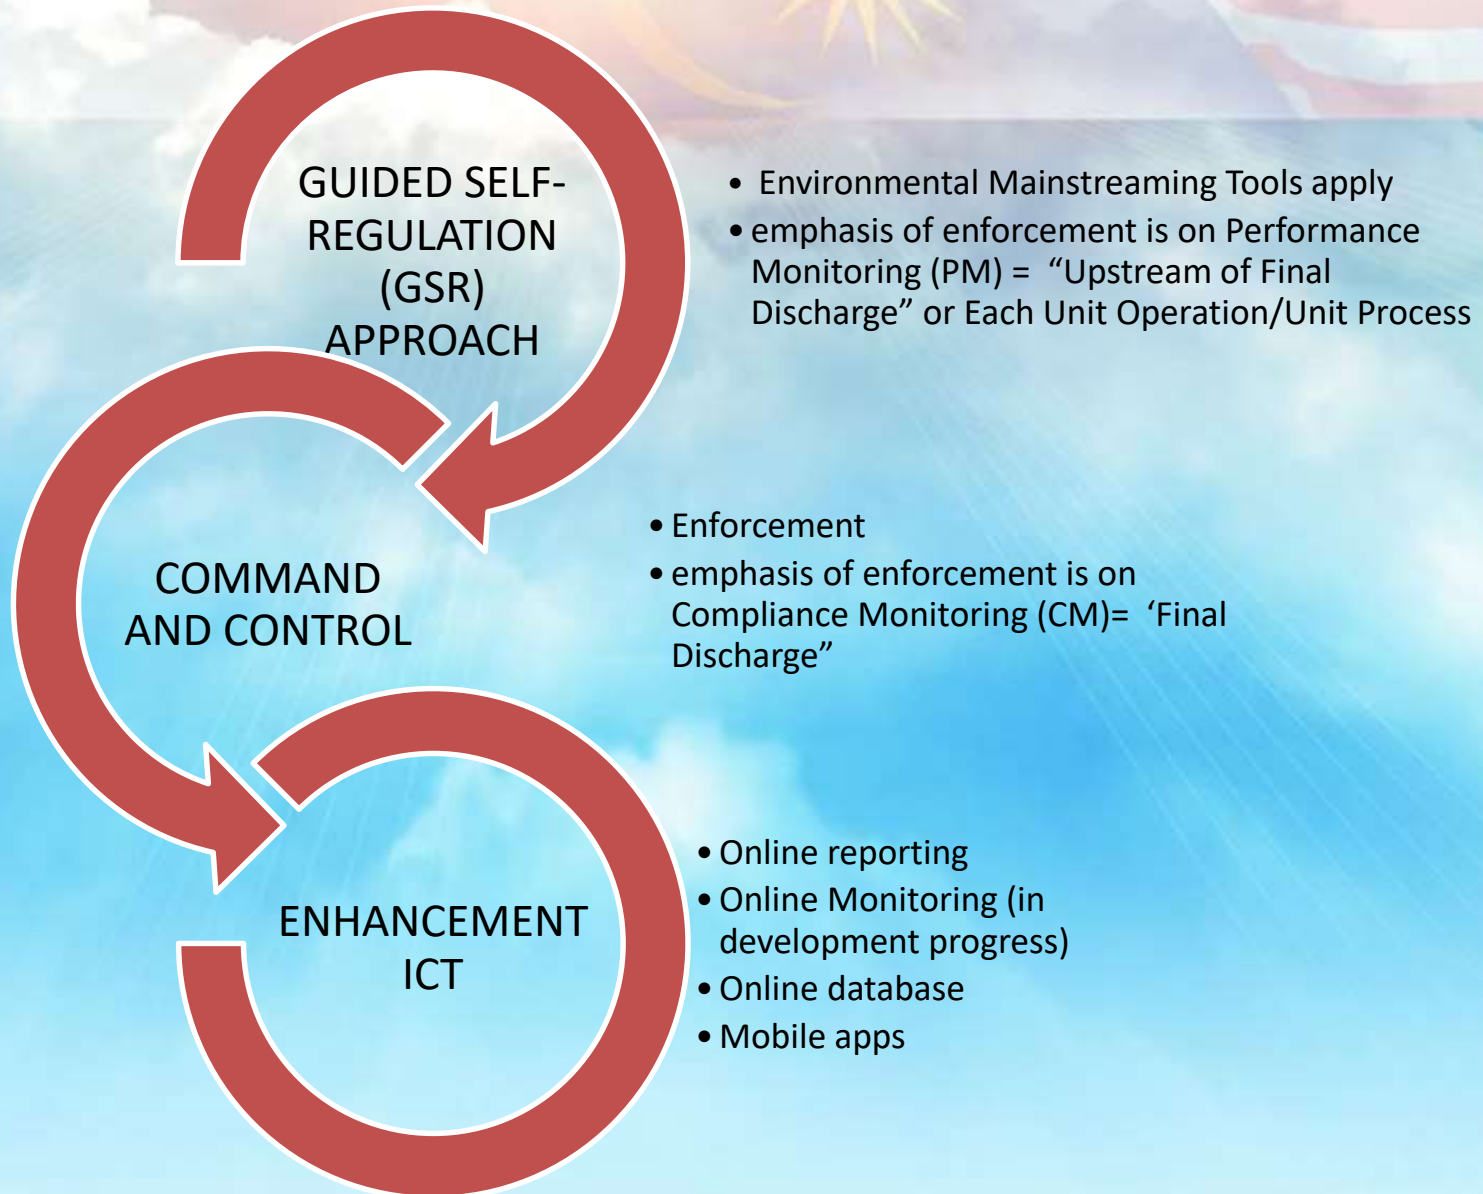 GUIDED SELF-
REGULATION
(GSR)
APPROACH
• Environmental Mainstreaming Tools apply
• emphasis of enforcement is on Performance
Monitoring (PM) = “Upstream of Final
Discharge” or Each Unit Operation/Unit Process
COMMAND
AND CONTROL
• Enforcement
• emphasis of enforcement is on
Compliance Monitoring (CM)= ‘Final
Discharge”
ENHANCEMENT
ICT
• Online reporting
• Online Monitoring (in
development progress)
• Online database
• Mobile apps